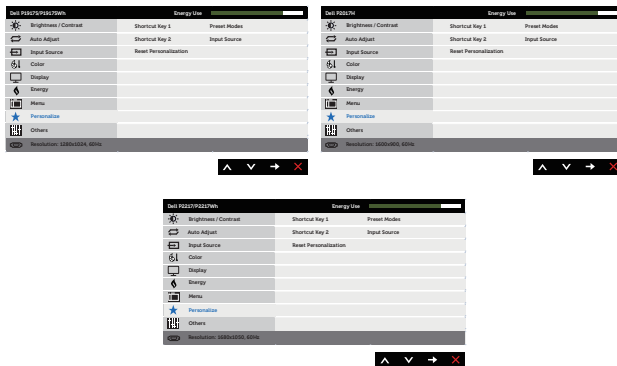 Dell P1917S/P1917SWh Energy Use
Brightness / Contrast Shortcut Key 1 Preset Modes
Auto Adjust Shortcut Key 2 Input Source
Input Source Reset Personalization
Color
Display
Energy
Menu
Personalize
Others
Resolution: 1280x1024, 60Hz
Dell P2017H Energy Use
Brightness / Contrast Shortcut Key 1 Preset Modes
Auto Adjust Shortcut Key 2 Input Source
Input Source Reset Personalization
Color
Display
Energy
Menu
Personalize
Others
Resolution: 1600x900, 60Hz
Dell P2217/P2217Wh Energy Use
Brightness / Contrast Shortcut Key 1 Preset Modes
Auto Adjust Shortcut Key 2 Input Source
Input Source Reset Personalization
Color
Display
Energy
Menu
Personalize
Others
Resolution: 1680x1050, 60Hz